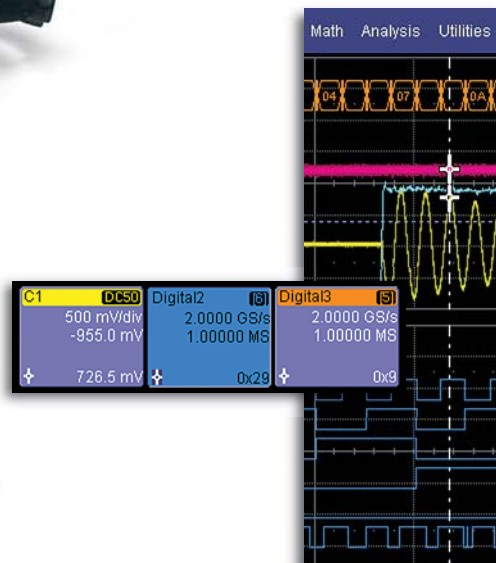 Math Analysis Utilities
04 07 0A
C1 DC50
500 mV/div
-955.0 mV
726.5 mV
Digital2 [6]
2.0000 GS/s
1.00000 MS
0x29
Digital3 [5]
2.0000 GS/s
1.00000 MS
0x9